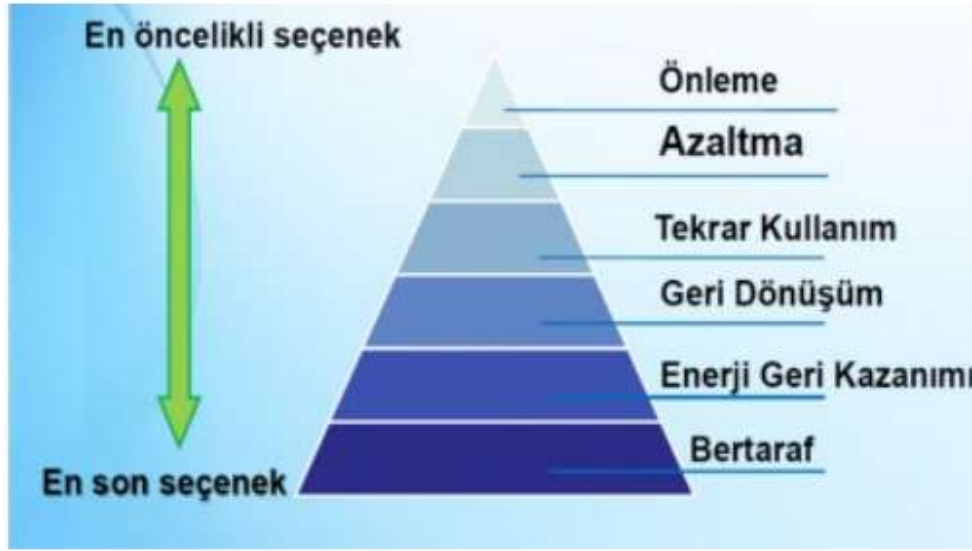 En öncelikli seçenek
Önleme
Azaltma
Tekrar Kullanım
Geri Dönüşüm
Enerji Geri Kazanımı
Bertaraf
En son seçenek